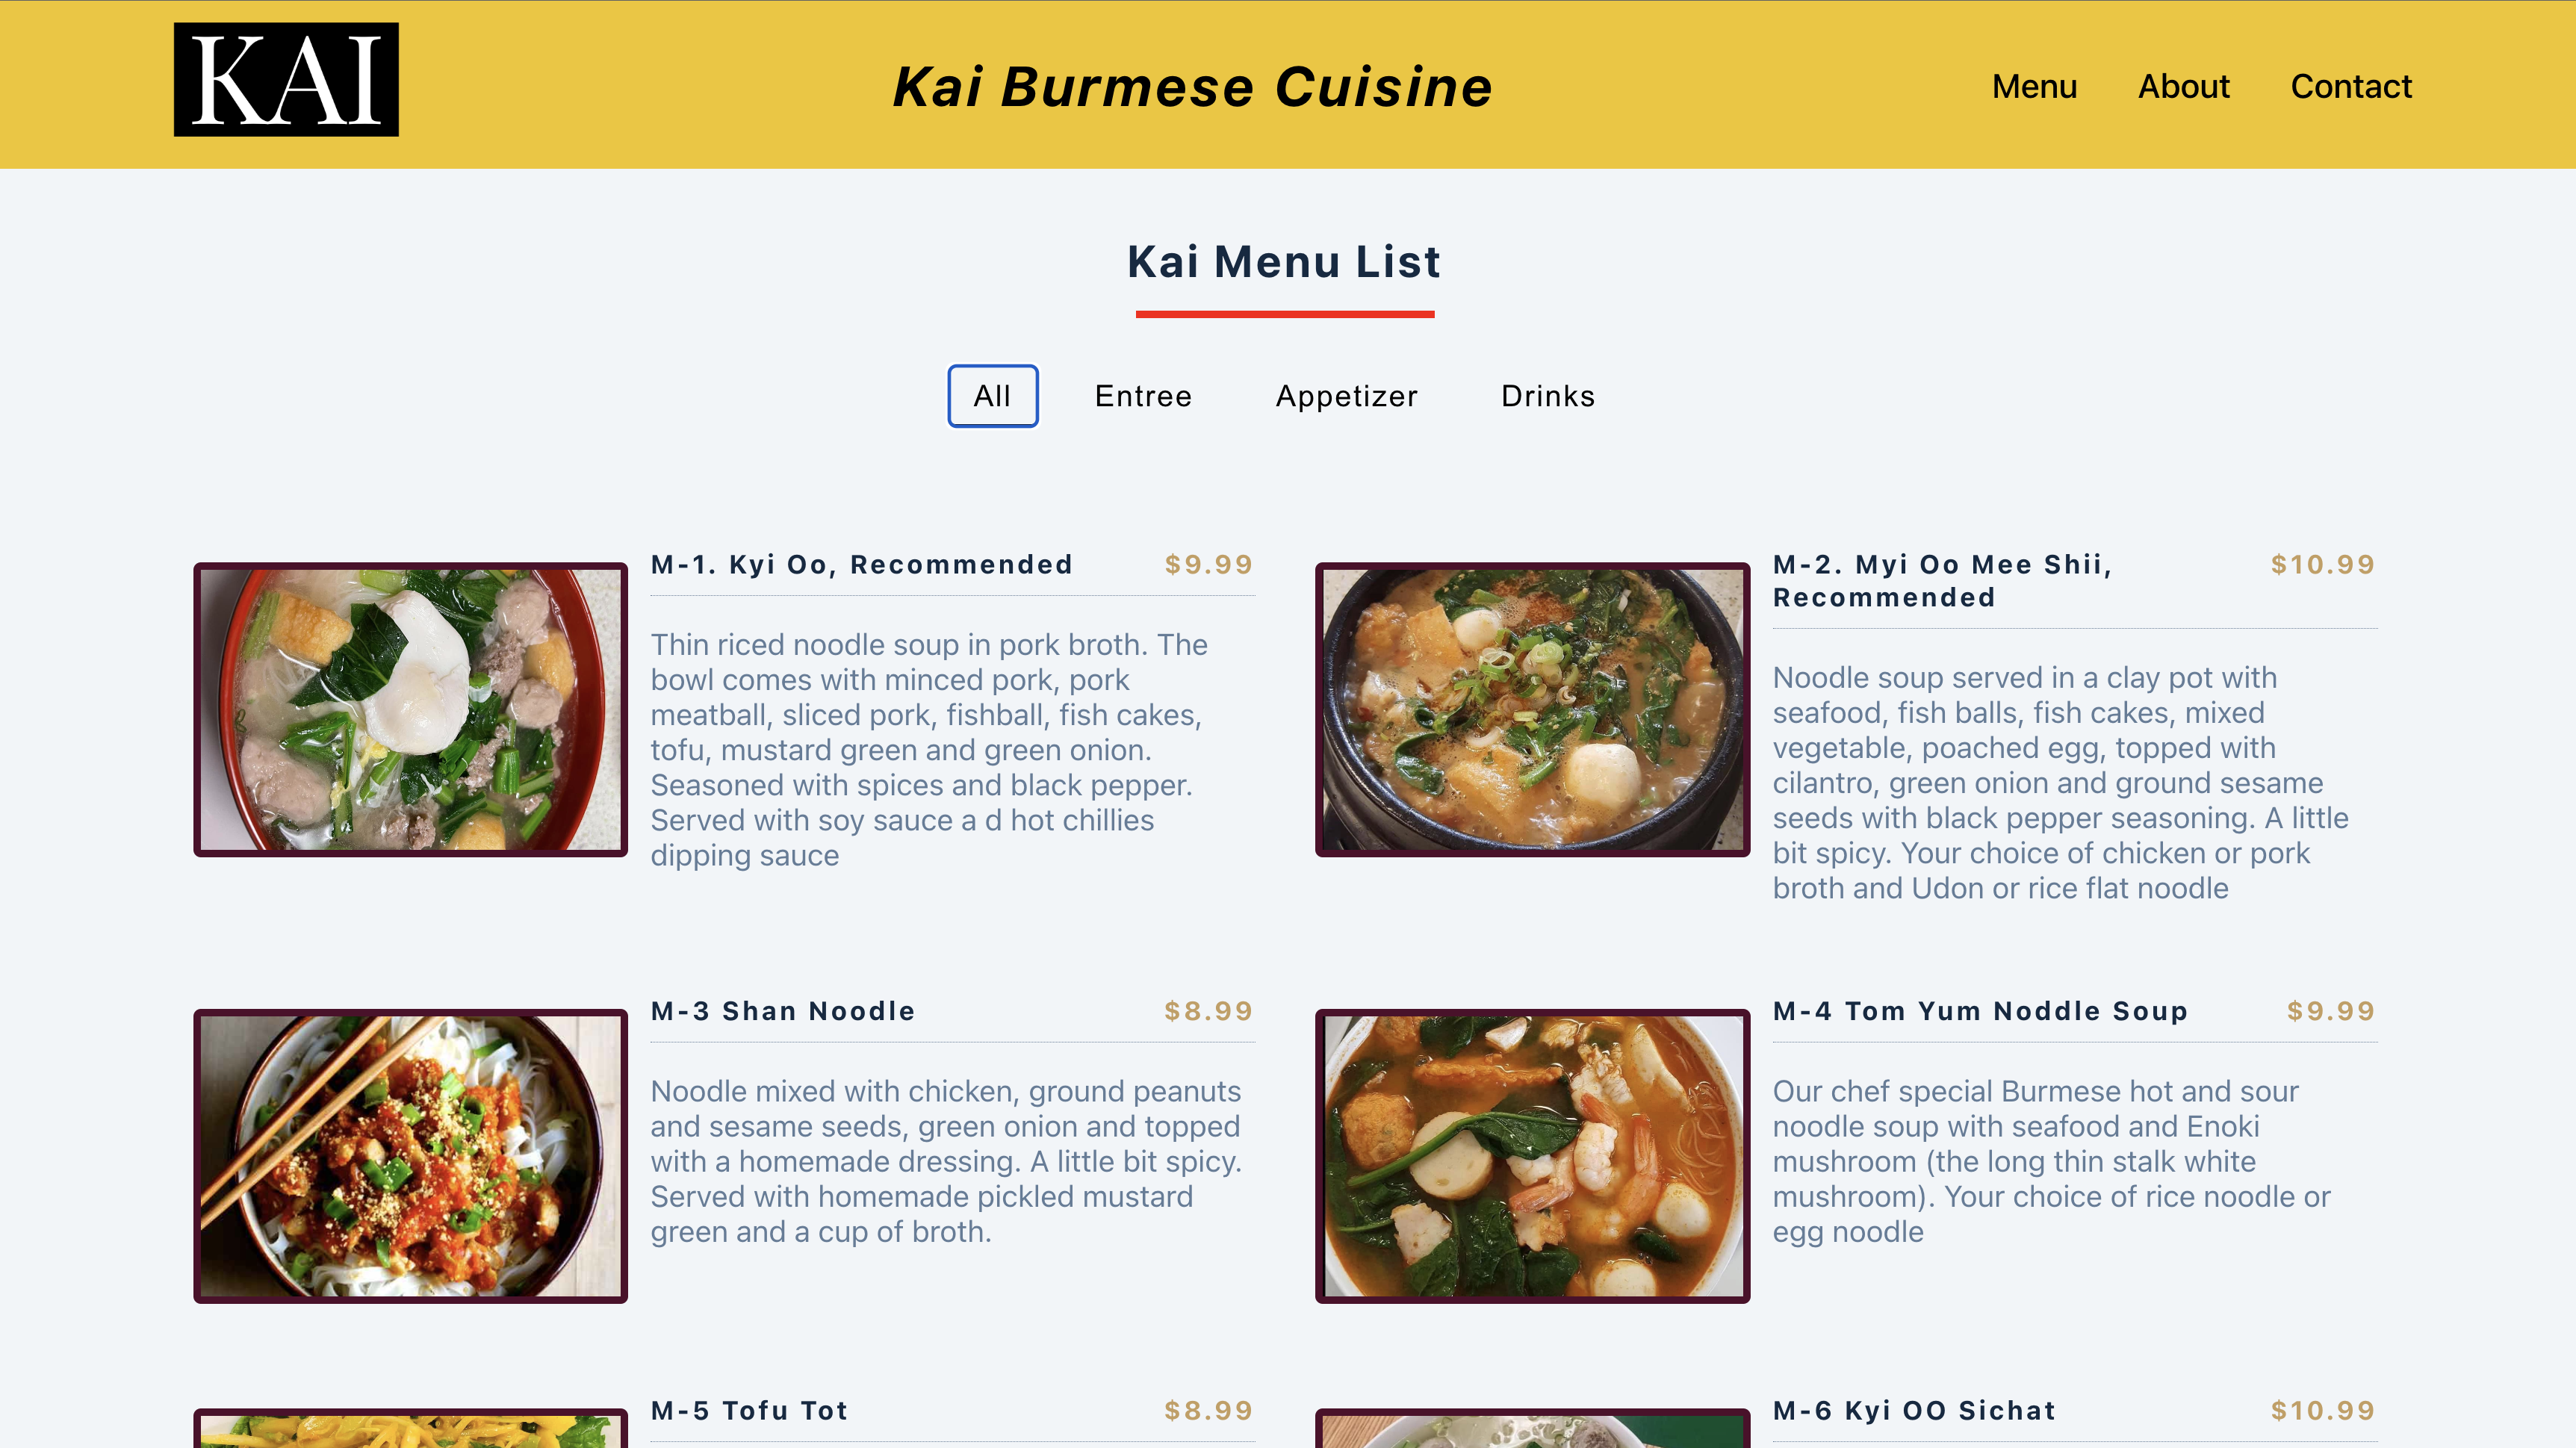 KAI
Kai Burmese Cuisine
Menu
About
Contact
Kai Menu List
All
Entree
Appetizer
Drinks
M-1. Kyi Oo, Recommended
$9.99
Thin riced noodle soup in pork broth. The
bowl comes with minced pork, pork
meatball, sliced pork, fishball, fish cakes,
tofu, mustard green and green onion.
Seasoned with spices and black pepper.
Served with soy sauce a d hot chillies
dipping sauce
M-2. Myi Oo Mee Shii,
Recommended
$10.99
Noodle soup served in a clay pot with
seafood, fish balls, fish cakes, mixed
vegetable, poached egg, topped with
cilantro, green onion and ground sesame
seeds with black pepper seasoning. A little
bit spicy. Your choice of chicken or pork
broth and Udon or rice flat noodle
M-3 Shan Noodle
$8.99
Noodle mixed with chicken, ground peanuts
and sesame seeds, green onion and topped
with a homemade dressing. A little bit spicy.
Served with homemade pickled mustard
green and a cup of broth.
M-4 Tom Yum Noddle Soup
$9.99
Our chef special Burmese hot and sour
noodle soup with seafood and Enoki
mushroom (the long thin stalk white
mushroom). Your choice of rice noodle or
egg noodle
M-5 Tofu Tot
$8.99
M-6 Kyi OO Sichat
$10.99